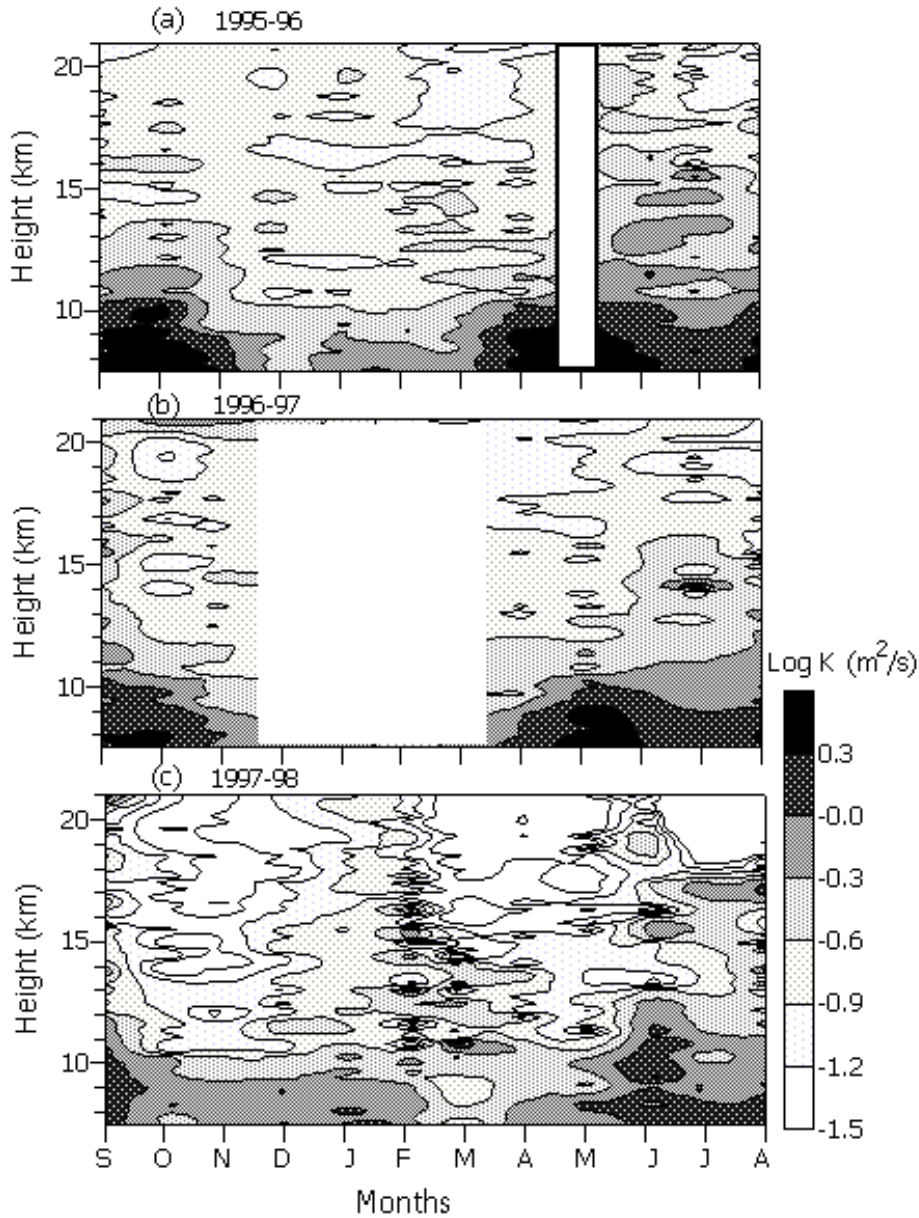 (a) 1995-96
20
15
10
Height (km)
(b) 1996-97
20
15
10
Height (km)
Log K (m²/s)
0.3
-0.0
-0.3
-0.6
-0.9
-1.2
-1.5
(c) 1997-98
20
15
10
Height (km)
S O N D J F M A M J J A
Months